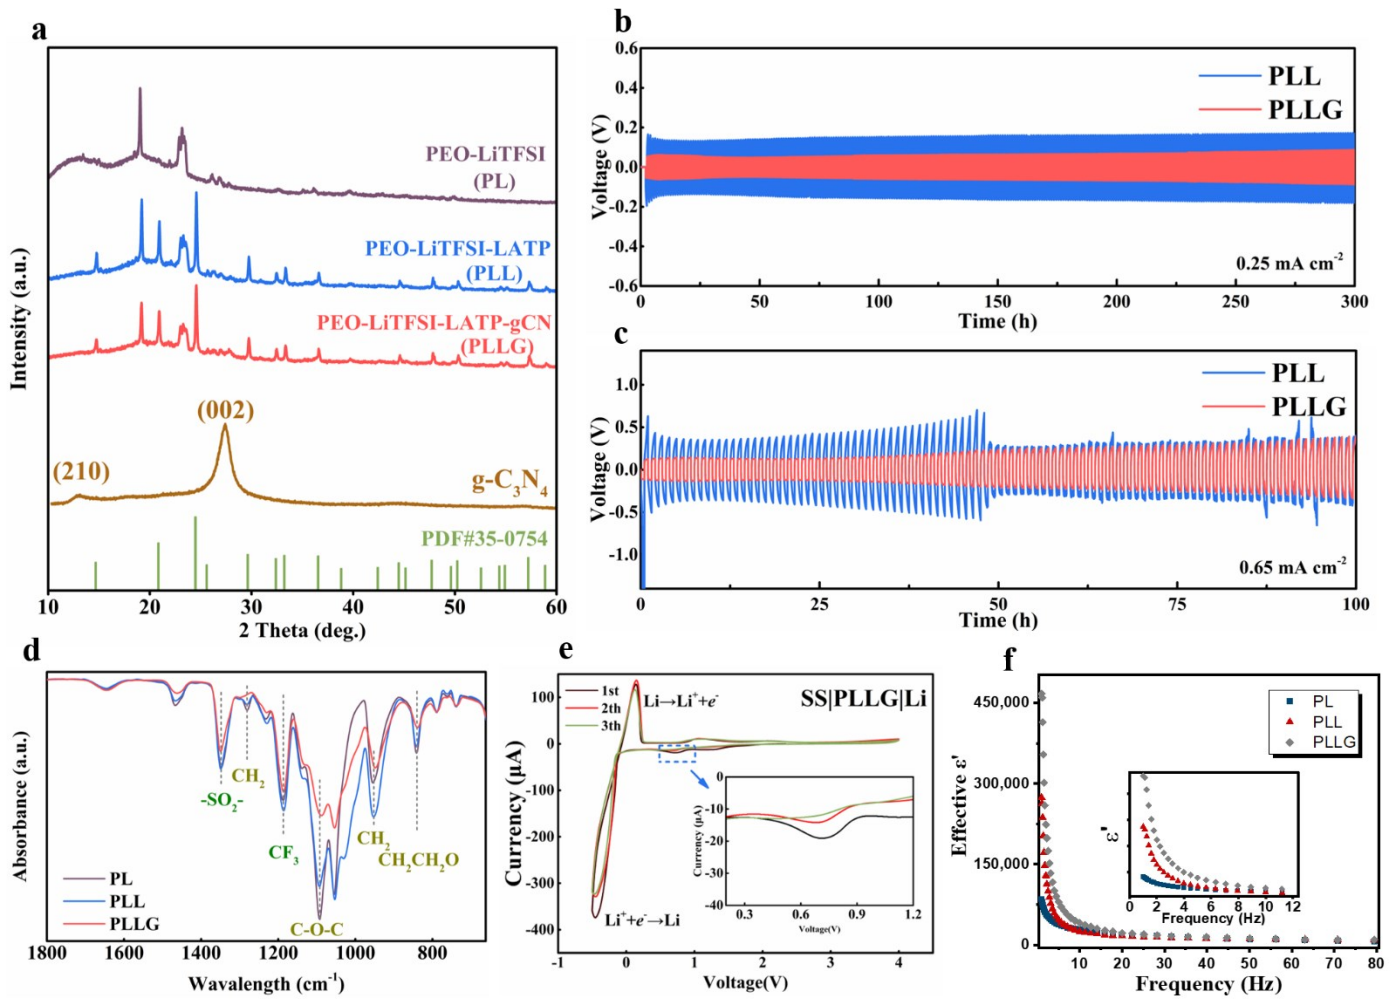 a
Intensity (a.u.)
PEO-LiTFSI
(PL)
PEO-LiTFSI-LATP
(PLL)
PEO-LiTFSI-LATP-gCN
(PLLG)
(002)
(210)
g-C₃N₄
PDF#35-0754
10 20 30 40 50 60
2 Theta (deg.)
b
Voltage (V)
0.6
0.4
0.2
0.0
-0.2
-0.4
-0.6
PLL
PLLG
0.25 mA cm⁻²
0 50 100 150 200 250 300
Time (h)
c
Voltage (V)
1.0
0.5
0.0
-0.5
-1.0
PLL
PLLG
0.65 mA cm⁻²
0 25 50 75 100
Time (h)
d
Absorbance (a.u.)
-SO₂-
CH₂
CF₃
C-O-C
CH₂
CH₂CH₂O
PL
PLL
PLLG
1800 1600 1400 1200 1000 800
Wavelength (cm⁻¹)
e
Currency (μA)
100
0
-100
-200
-300
-400
1st
2th
3th
Li→Li⁺+e⁻
SS|PLLG|Li
Li⁺+e⁻→Li
Currency (μA)
0
-10
-20
-30
-40
0.3 0.6 0.9 1.2
Voltage(V)
-1 0 1 2 3 4
Voltage(V)
f
Effective ε'
450,000
300,000
150,000
0
PL
PLL
PLLG
ε'
0 2 4 6 8 10 12
Frequency (Hz)
10 20 30 40 50 60 70 80
Frequency (Hz)